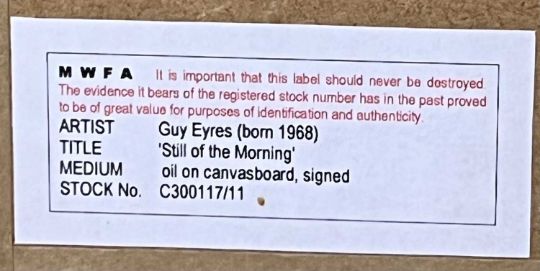 M W F A It is important that this label should never be destroyed
The evidence it bears of the registered stock number has in the past proved
to be of great value for purposes of identification and authenticity.
ARTIST Guy Eyres (born 1968)
TITLE 'Still of the Morning'
MEDIUM oil on canvasboard, signed
STOCK No. C300117/11